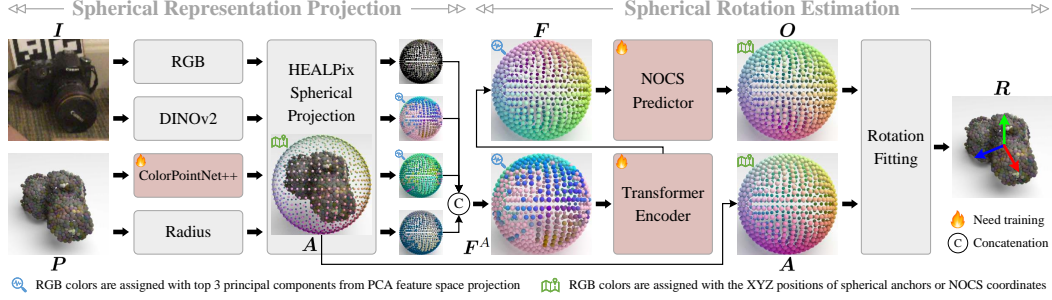 Spherical Representation Projection
Spherical Rotation Estimation
I
RGB
DINOv2
ColorPointNet++
Radius
P
HEALPix
Spherical
Projection
A
C
F^A
F
NOCS
Predictor
Transformer
Encoder
O
A
Rotation
Fitting
R
Need training
C Concatenation
RGB colors are assigned with top 3 principal components from PCA feature space projection
RGB colors are assigned with the XYZ positions of spherical anchors or NOCS coordinates